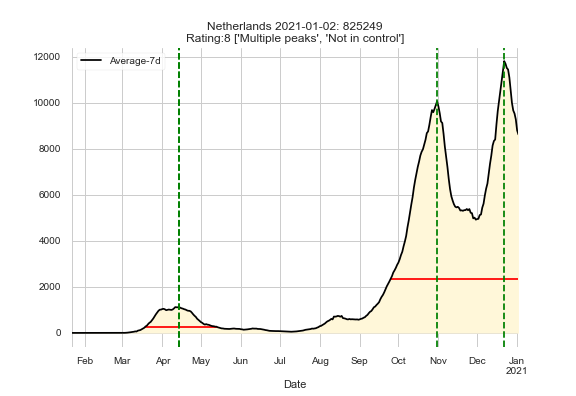 Netherlands 2021-01-02: 825249
Rating:8 ['Multiple peaks', 'Not in control']
Average-7d
12000
10000
8000
6000
4000
2000
0
Feb Mar Apr May Jun Jul Aug Sep Oct Nov Dec Jan
2021
Date